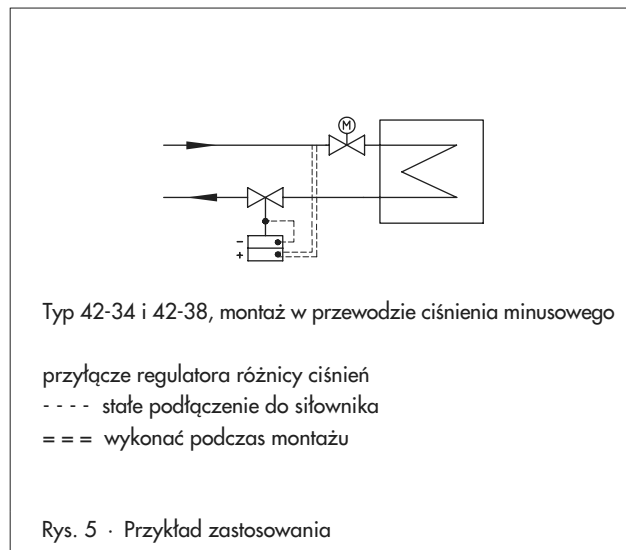 M
−
+
Typ 42-34 i 42-38, montaż w przewodzie ciśnienia minusowego
przyłącze regulatora różnicy ciśnień
- - - - stałe podłączenie do siłownika
= = = wykonać podczas montażu
Rys. 5 · Przykład zastosowania